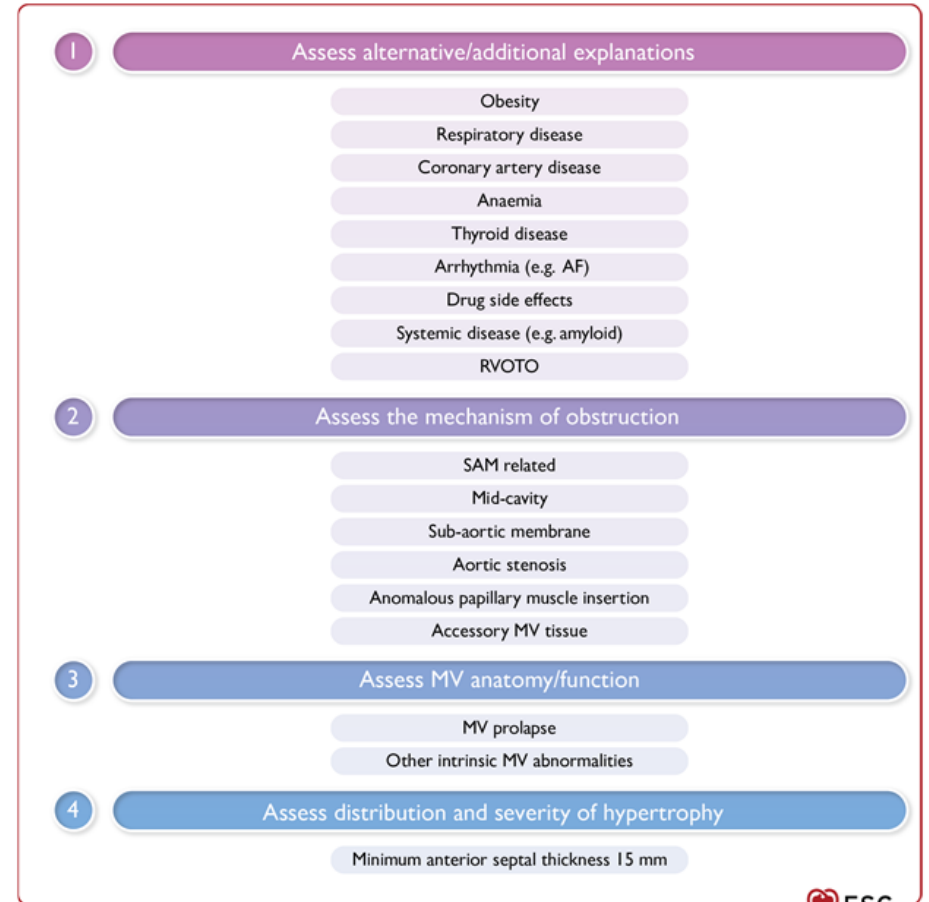 1
Assess alternative/additional explanations
Obesity
Respiratory disease
Coronary artery disease
Anaemia
Thyroid disease
Arrhythmia (e.g. AF)
Drug side effects
Systemic disease (e.g. amyloid)
RVOTO
2
Assess the mechanism of obstruction
SAM related
Mid-cavity
Sub-aortic membrane
Aortic stenosis
Anomalous papillary muscle insertion
Accessory MV tissue
3
Assess MV anatomy/function
MV prolapse
Other intrinsic MV abnormalities
4
Assess distribution and severity of hypertrophy
Minimum anterior septal thickness 15 mm
ESC